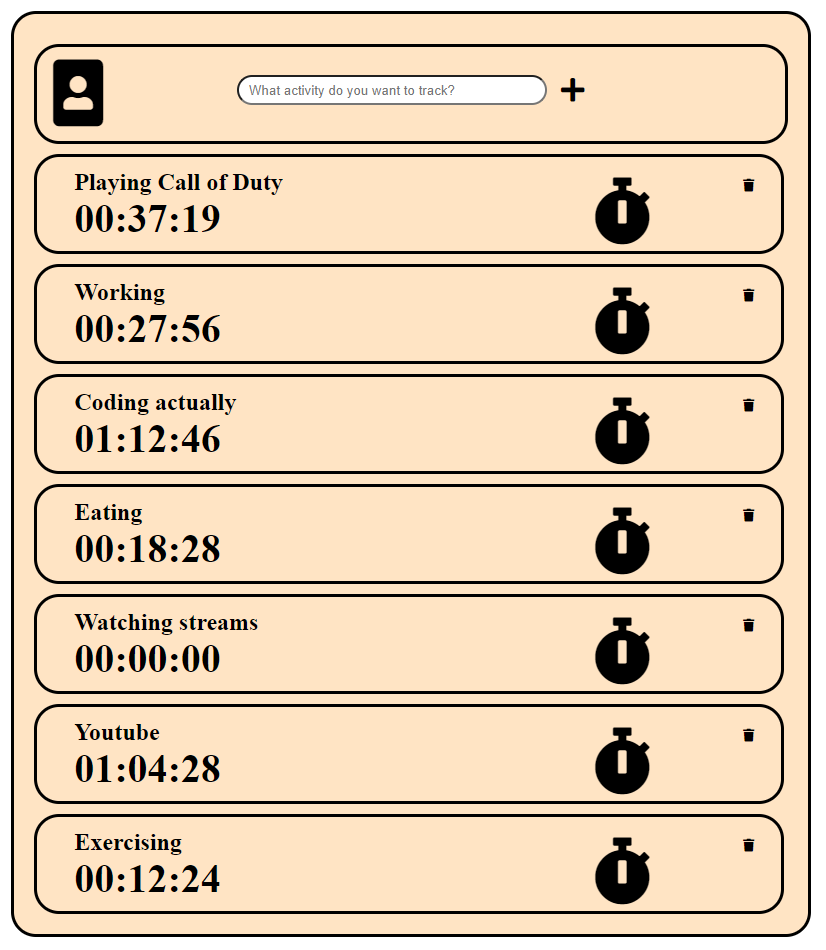 What activity do you want to track?
Playing Call of Duty
00:37:19
Working
00:27:56
Coding actually
01:12:46
Eating
00:18:28
Watching streams
00:00:00
Youtube
01:04:28
Exercising
00:12:24